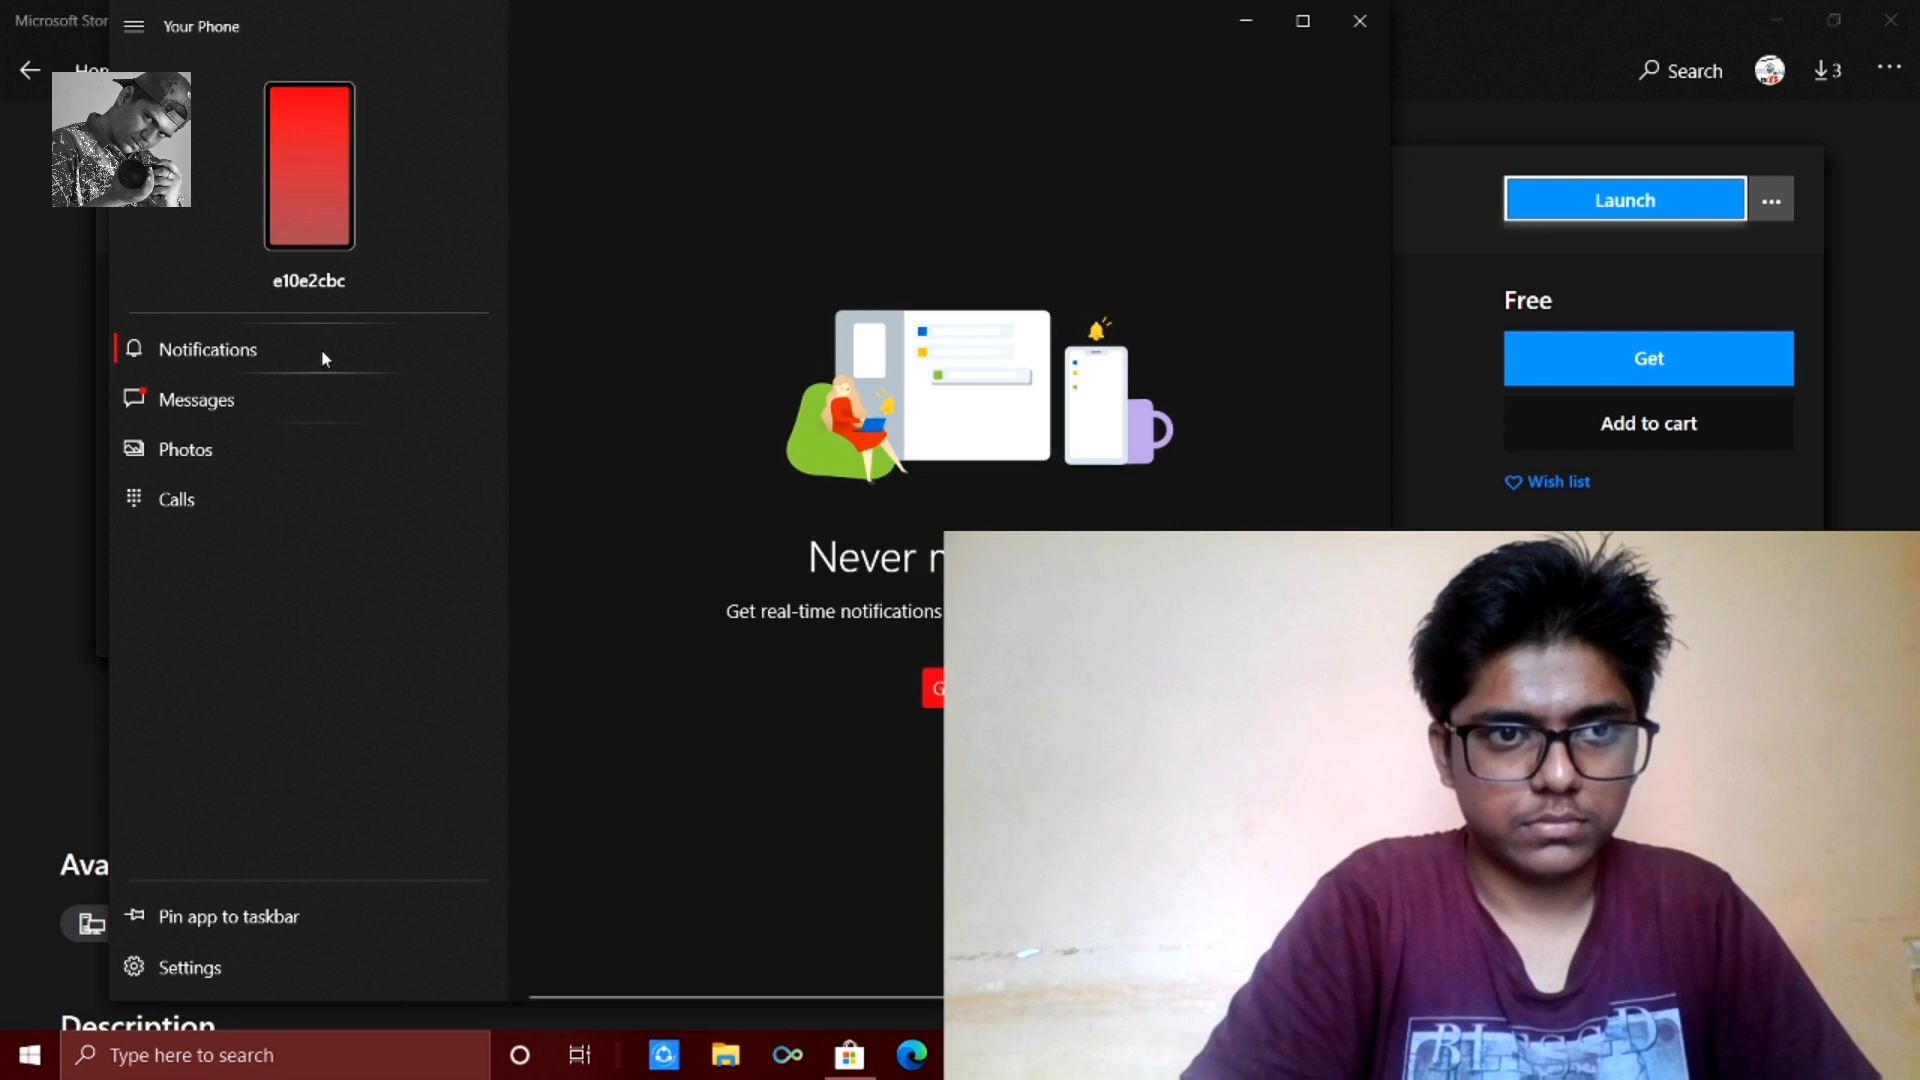 Microsoft Stor
Your Phone
Search
3
Launch
e10e2cbc
Free
Notifications
Get
Messages
Add to cart
Photos
Wish list
Calls
Never
Get real-time notifications
G
Ava
Pin app to taskbar
Settings
Description
Type here to search
BLESSED